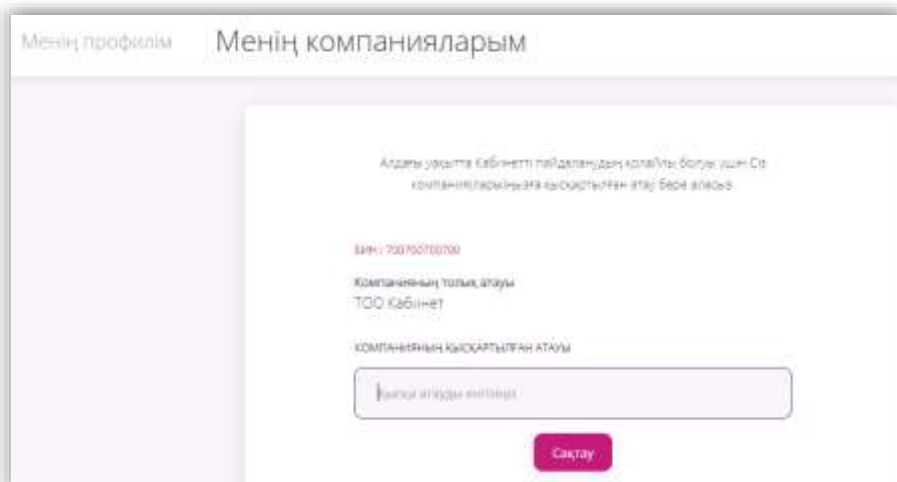 Менің профилім
Менің компанияларым
Алдағы уақытта Кабинетті пайдаланудың қолайлы болуы үшін Сіз
компанияларыңызға қысқартылған атау бере аласыз
БИН: 700700700700
Компанияның толық атауы
ТОО Кабинет
КОМПАНИЯНЫҢ ҚЫСҚАРТЫЛҒАН АТАУЫ
Қысқа атауды енгізіңіз
Сақтау